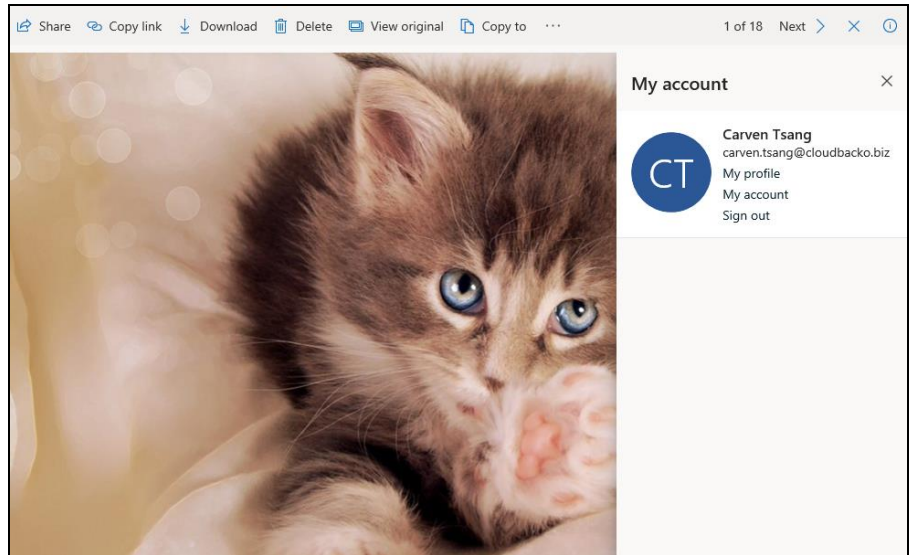 Share Copy link Download Delete View original Copy to ··· 1 of 18 Next
My account
CT
Carven Tsang
carven.tsang@cloudbacko.biz
My profile
My account
Sign out